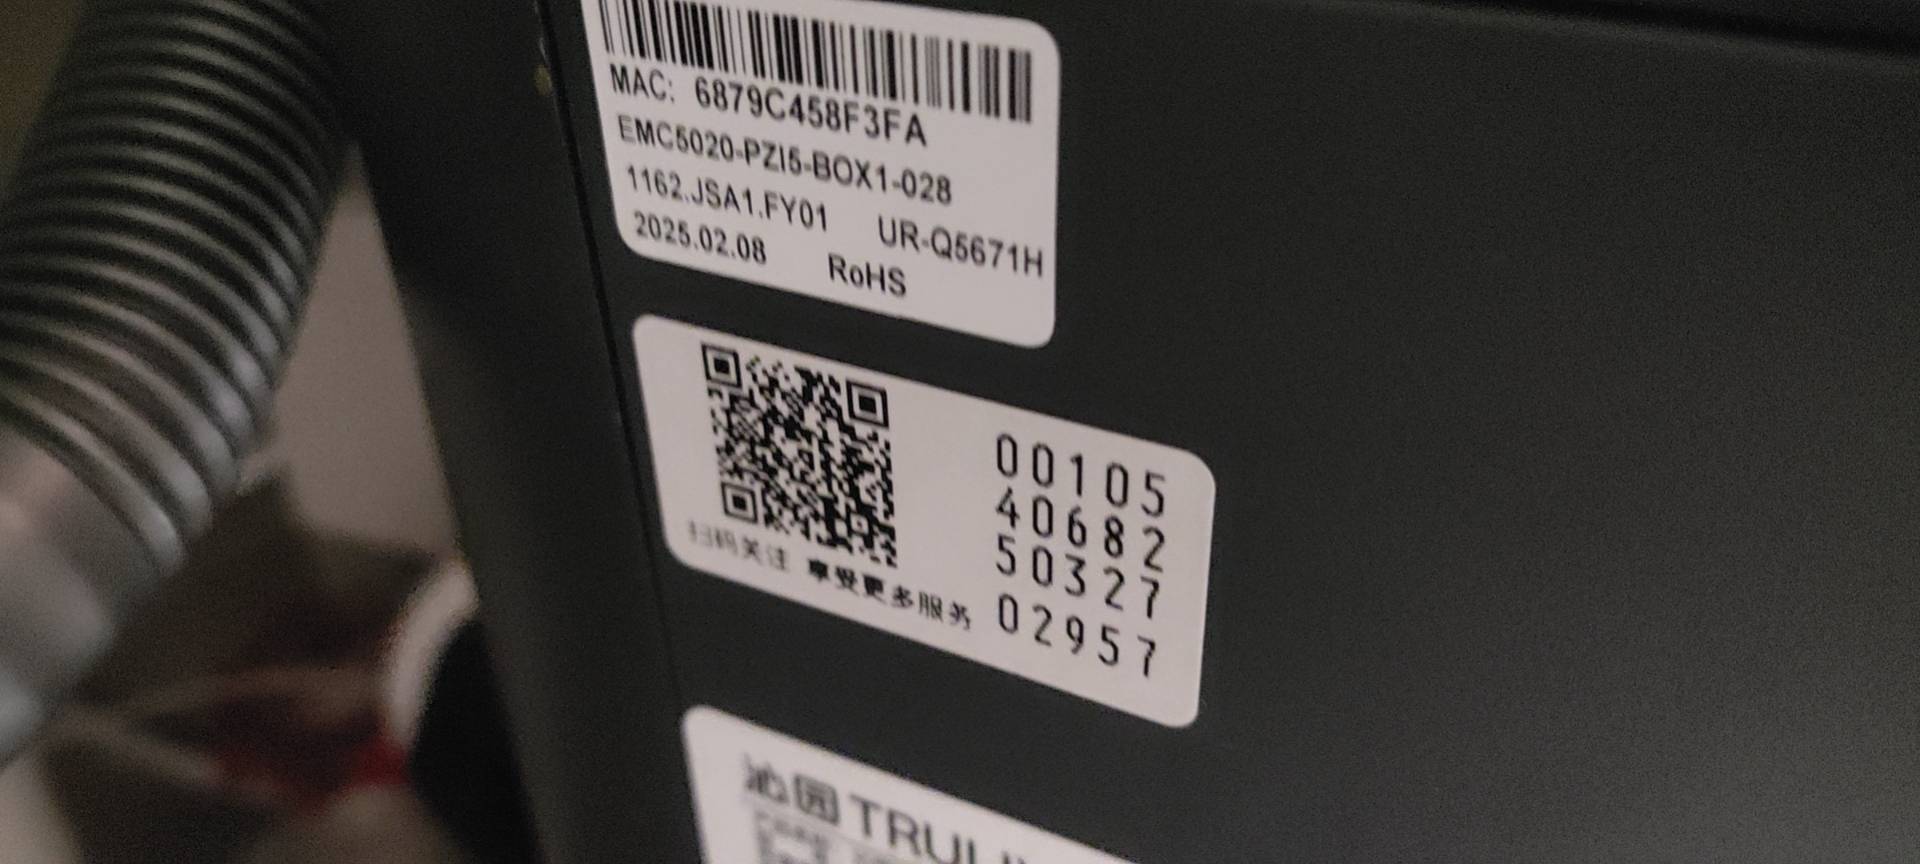 MAC: 6879C458F3FA
EMC5020-PZI5-BOX1-028
1162.JSA1.FY01 UR-Q5671H
2025.02.08 RoHS
00105
40682
50327
02957
扫码关注 享受更多服务
沁园 TRULI